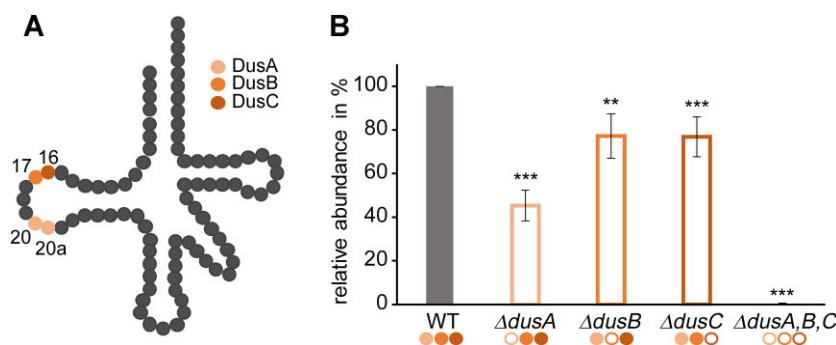 A
DusA
DusB
DusC
17 16
20
20a
B
relative abundance in %
100
80
60
40
20
0
***
**
***
***
WT ΔdusA ΔdusB ΔdusC ΔdusA,B,C